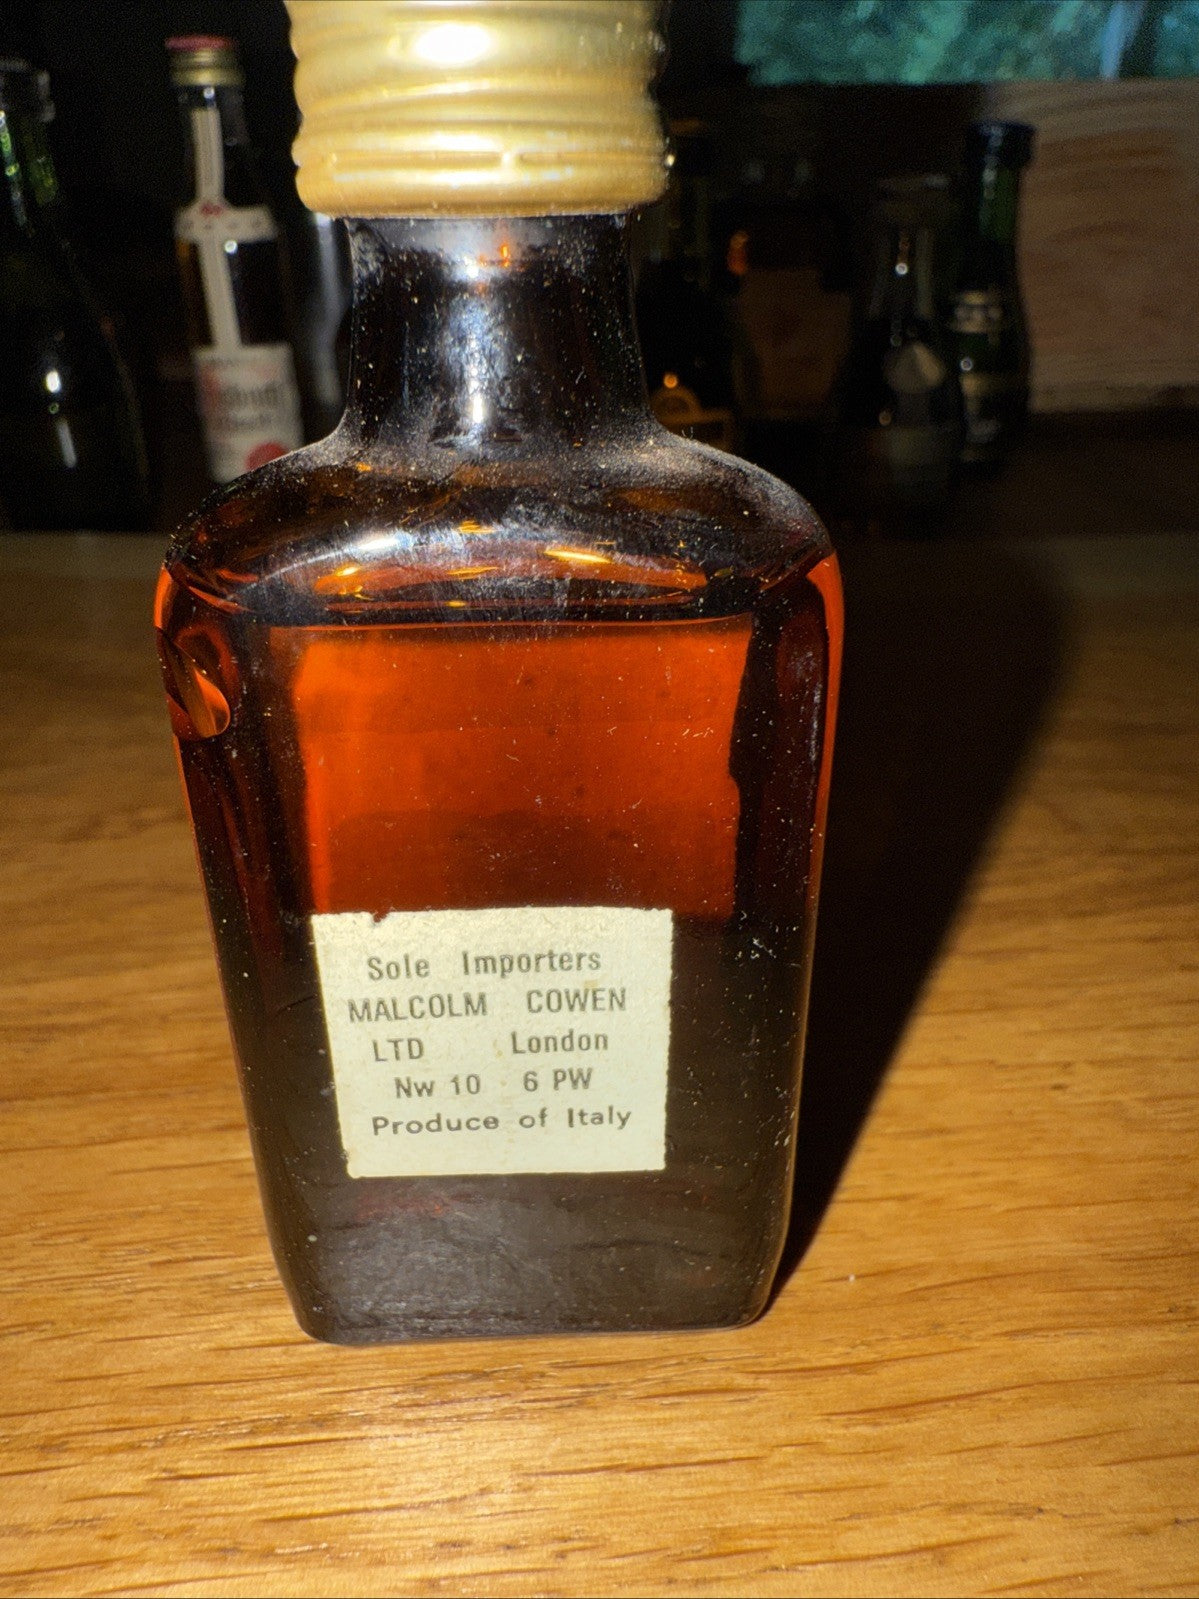 Sole Importers
MALCOLM COWEN
LTD London
Nw 10 6 PW
Produce of Italy